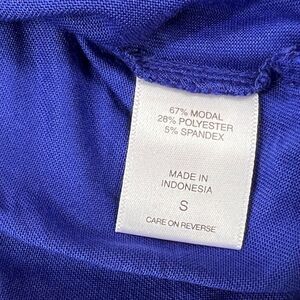 67% MODAL
28% POLYESTER
5% SPANDEX
MADE IN
INDONESIA
S
CARE ON REVERSE